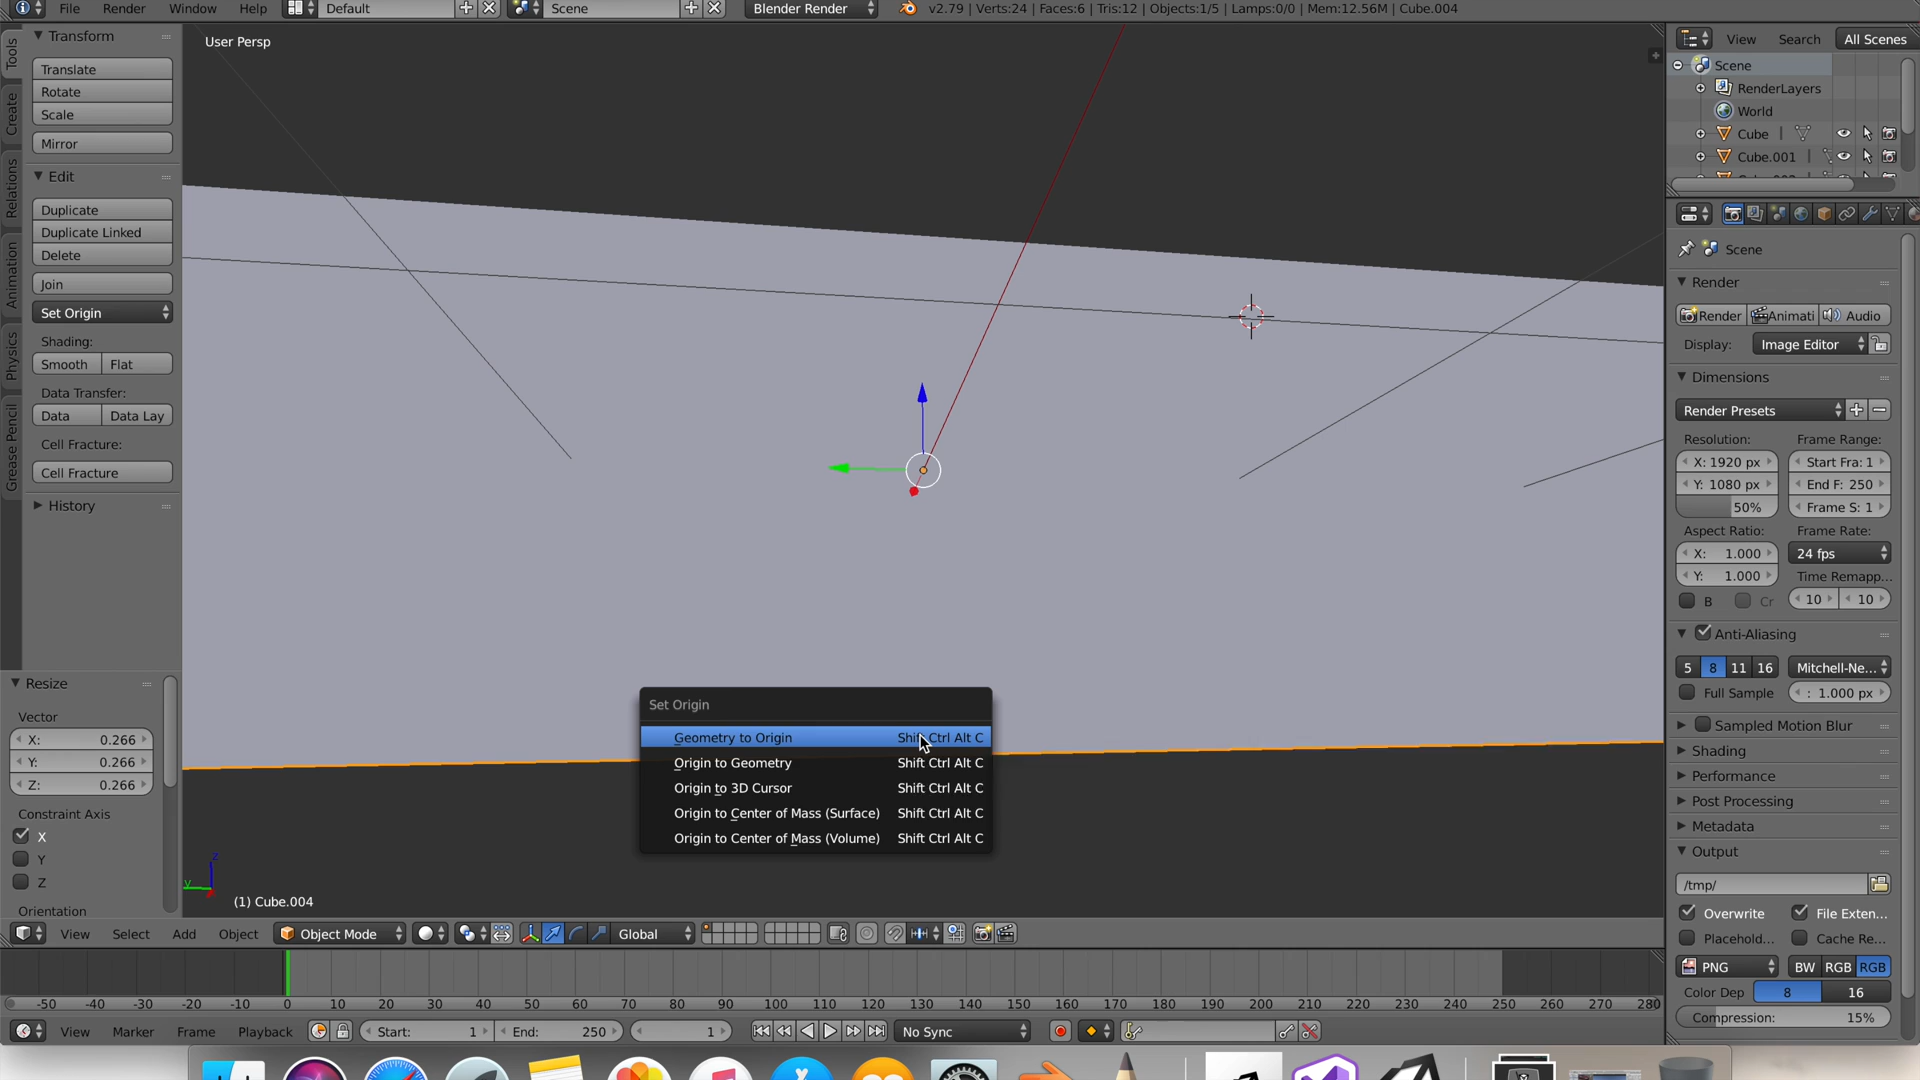 File Render Window Help Default Scene Blender Render v2.79 | Verts:24 | Faces:6 | Tris:12 | Objects:1/5 | Lamps:0/0 | Mem:12.56M | Cube.004
Tools
Create
Relations
Animation
Physics
Grease Pencil
Transform
Translate
Rotate
Scale
Mirror
Edit
Duplicate
Duplicate Linked
Delete
Join
Set Origin
Shading:
Smooth Flat
Data Transfer:
Data Data Lay
Cell Fracture:
Cell Fracture
History
Resize
Vector
X: 0.266
Y: 0.266
Z: 0.266
Constraint Axis
X
Y
Z
Orientation
User Persp
Set Origin
Geometry to Origin Shift Ctrl Alt C
Origin to Geometry Shift Ctrl Alt C
Origin to 3D Cursor Shift Ctrl Alt C
Origin to Center of Mass (Surface) Shift Ctrl Alt C
Origin to Center of Mass (Volume) Shift Ctrl Alt C
z
y
(1) Cube.004
View Select Add Object Object Mode Global
-50 -40 -30 -20 -10 0 10 20 30 40 50 60 70 80 90 100 110 120 130 140 150 160 170 180 190 200 210 220 230 240 250 260 270 280
View Marker Frame Playback Start: 1 End: 250 1 No Sync
View Search All Scenes
Scene
RenderLayers
World
Cube
Cube.001
Scene
Render
Render Animati Audio
Display: Image Editor
Dimensions
Render Presets
Resolution: Frame Range:
X: 1920 px Start Fra: 1
Y: 1080 px End F: 250
50% Frame S: 1
Aspect Ratio: Frame Rate:
X: 1.000 24 fps
Y: 1.000 Time Remapp...
B Cr 10 10
Anti-Aliasing
5 8 11 16 Mitchell-Ne...
Full Sample : 1.000 px
Sampled Motion Blur
Shading
Performance
Post Processing
Metadata
Output
/tmp/
Overwrite File Exten...
Placehold... Cache Re...
PNG BW RGB RGB
Color Dep 8 16
Compression: 15%